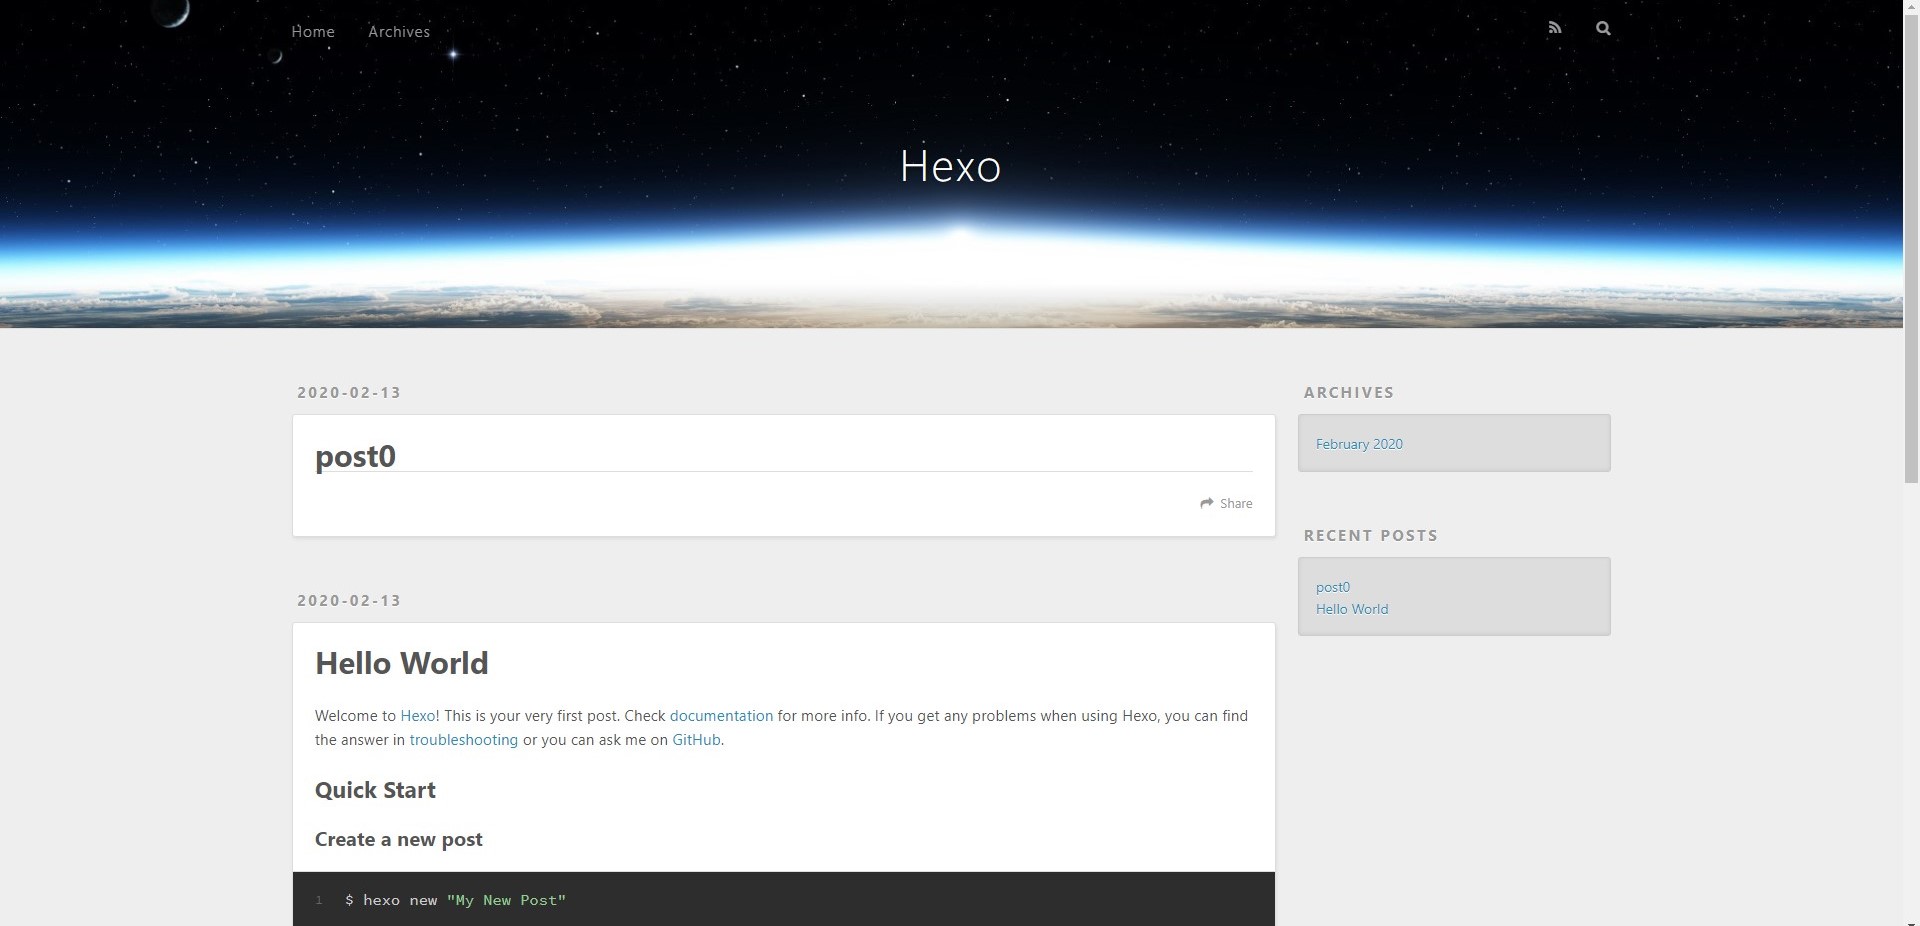 Home Archives
Hexo
2020-02-13
post0
Share
2020-02-13
Hello World
Welcome to Hexo! This is your very first post. Check documentation for more info. If you get any problems when using Hexo, you can find
the answer in troubleshooting or you can ask me on GitHub.
Quick Start
Create a new post
1 $ hexo new "My New Post"
ARCHIVES
February 2020
RECENT POSTS
post0
Hello World